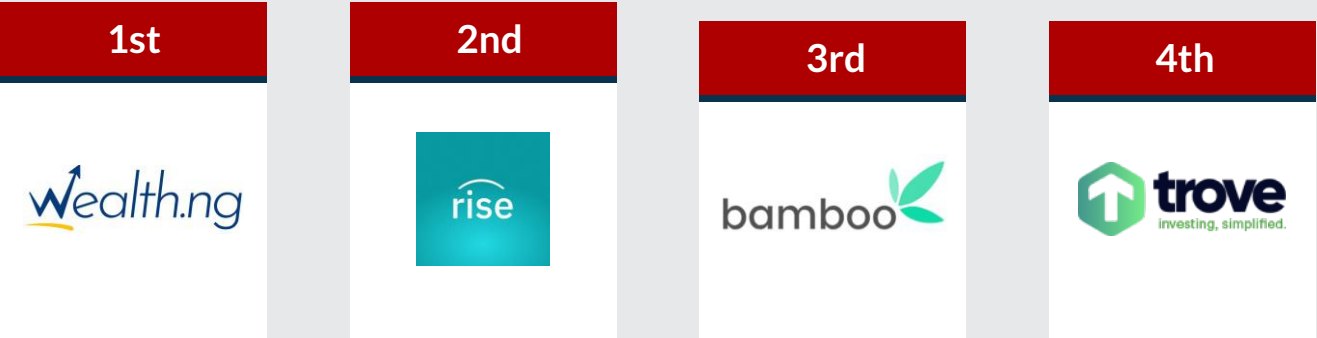 1st
2nd
3rd
4th
Wealth.ng
rise
bamboo
trove
investing, simplified.